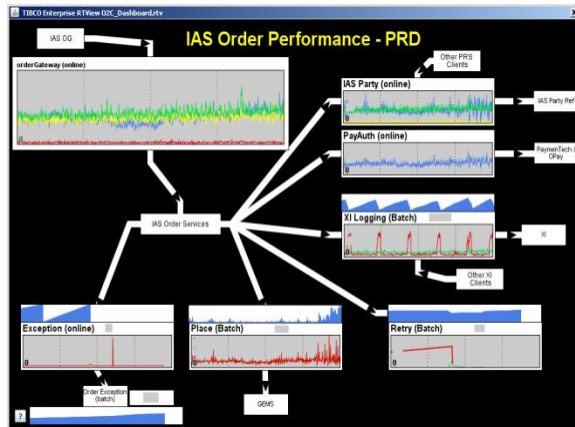 TIBCO Enterprise RTView O2C_Dashboard.rtv
IAS OG
IAS Order Performance - PRD
Other PRS
Clients
orderGateway (online)
0
IAS Party (online)
0
IAS Party Ref
PayAuth (online)
0
PaymenTech /
OPay
IAS Order Services
XI Logging (Batch)
0
XI
Other XI
Clients
Exception (online)
0
Place (Batch)
0
Retry (Batch)
0
Order Exception
(batch)
GEMS
?